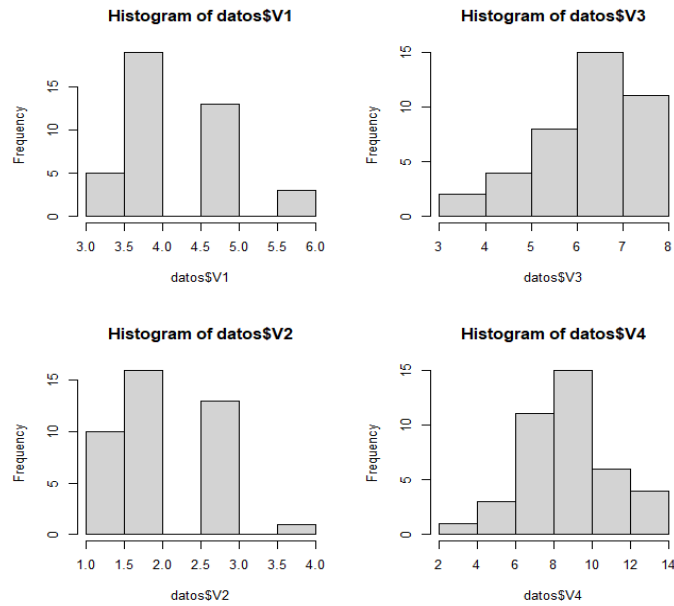 Histogram of datos$V1
Frequency
0 5 10 15
3.0 3.5 4.0 4.5 5.0 5.5 6.0
datos$V1
Histogram of datos$V3
Frequency
0 5 10 15
3 4 5 6 7 8
datos$V3
Histogram of datos$V2
Frequency
0 5 10 15
1.0 1.5 2.0 2.5 3.0 3.5 4.0
datos$V2
Histogram of datos$V4
Frequency
0 5 10 15
2 4 6 8 10 12 14
datos$V4